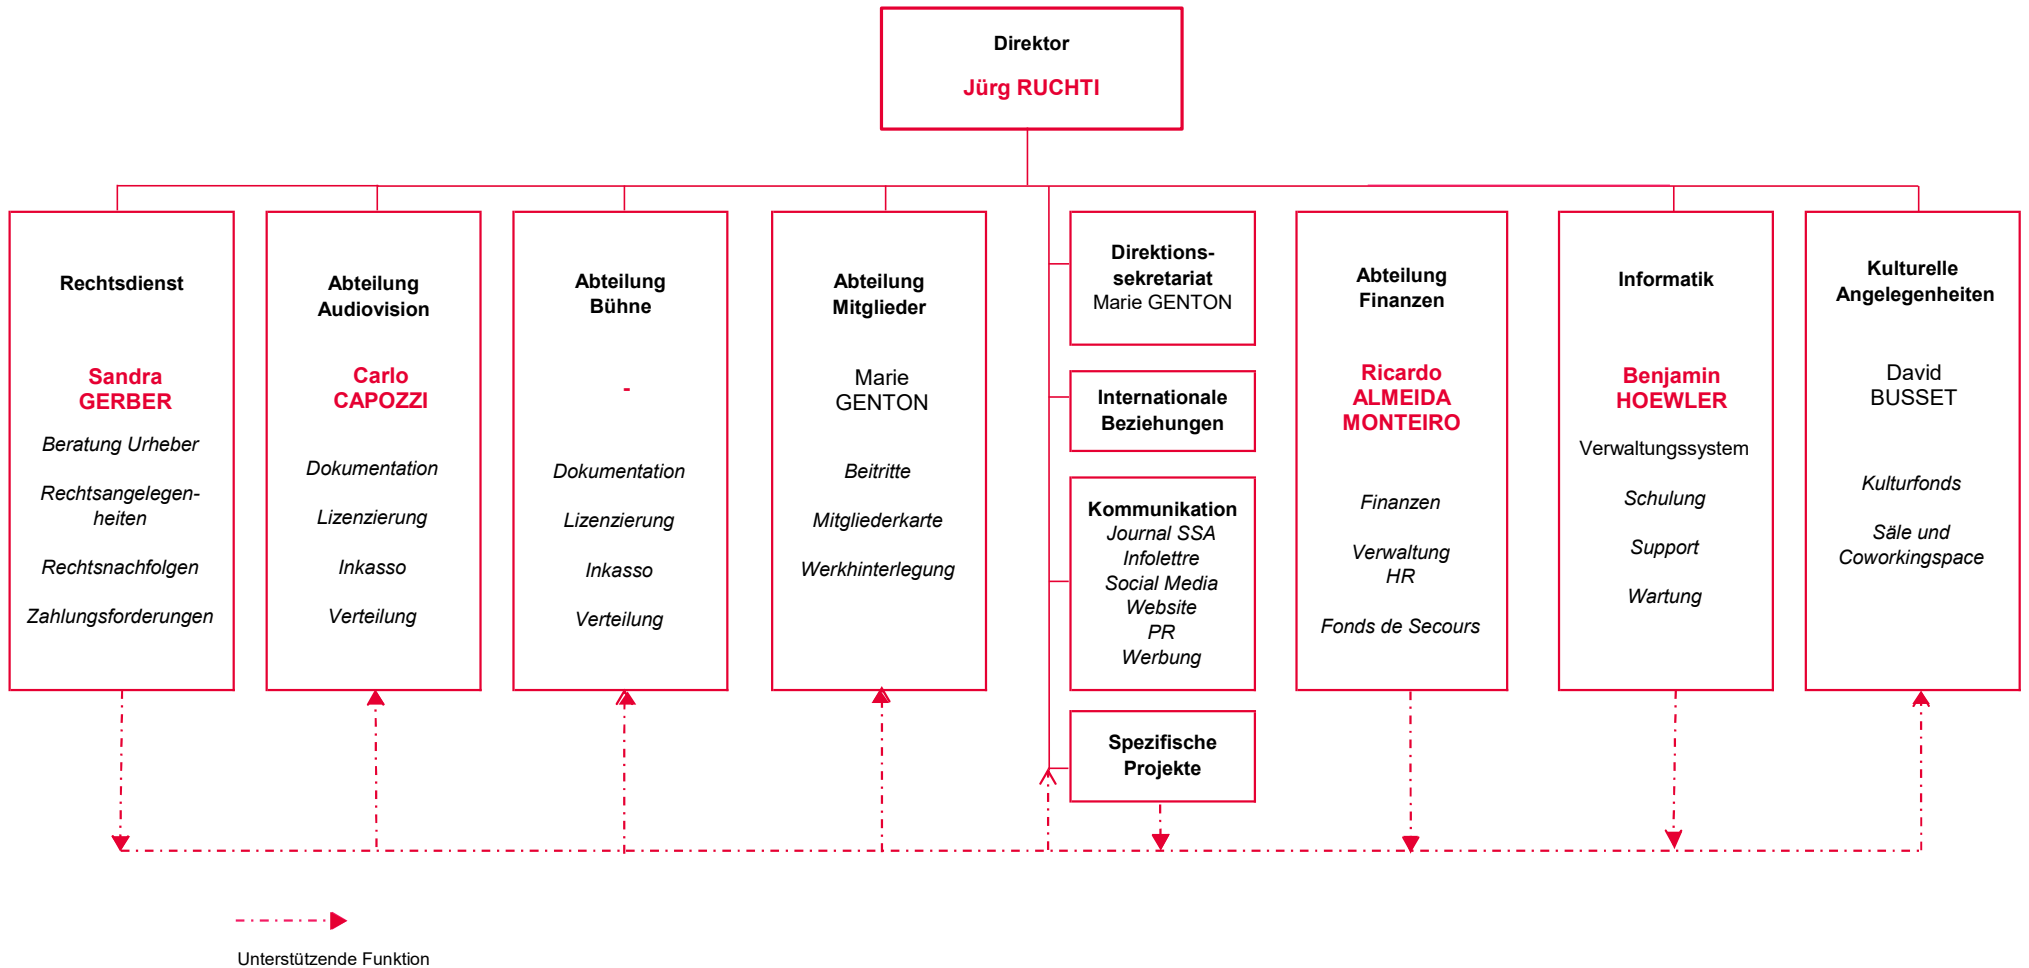 Direktor
Jürg RUCHTI
Rechtsdienst
Sandra
GERBER
Beratung Urheber
Rechtsangelegen-
heiten
Rechtsnachfolgen
Zahlungsforderungen
Abteilung
Audiovision
Carlo
CAPOZZI
Dokumentation
Lizenzierung
Inkasso
Verteilung
Abteilung
Bühne
-
Dokumentation
Lizenzierung
Inkasso
Verteilung
Abteilung
Mitglieder
Marie
GENTON
Beitritte
Mitgliederkarte
Werkhinterlegung
Direktions-
sekretariat
Marie GENTON
Internationale
Beziehungen
Kommunikation
Journal SSA
Infolettre
Social Media
Website
PR
Werbung
Spezifische
Projekte
Abteilung
Finanzen
Ricardo
ALMEIDA
MONTEIRO
Finanzen
Verwaltung
HR
Fonds de Secours
Informatik
Benjamin
HOEWLER
Verwaltungssystem
Schulung
Support
Wartung
Kulturelle
Angelegenheiten
David
BUSSET
Kulturfonds
Säle und
Coworkingspace
Unterstützende Funktion